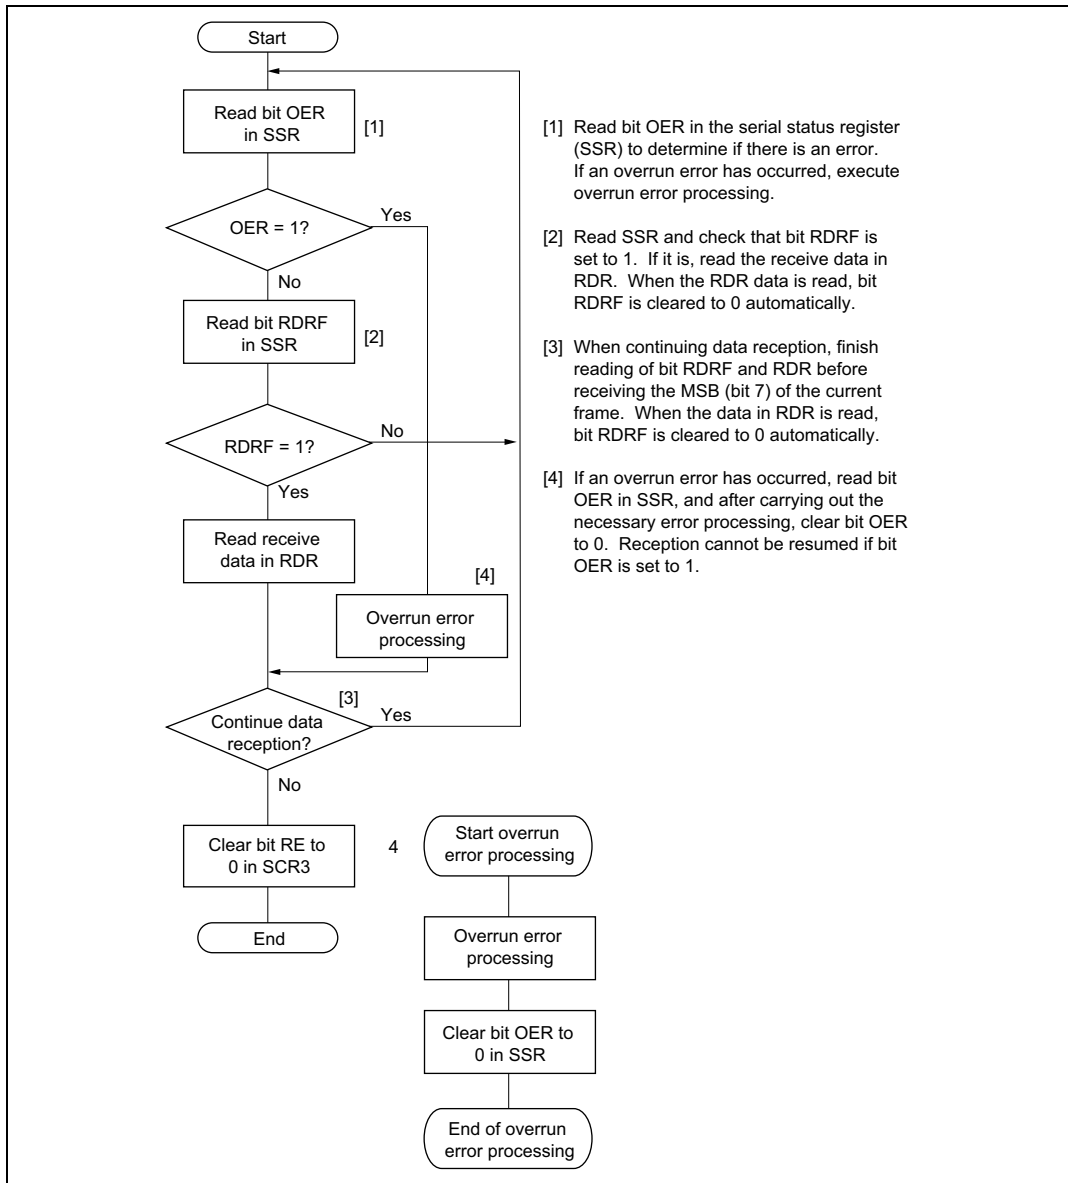 Start
Read bit OER
in SSR
[1]
OER = 1?
Yes
No
Read bit RDRF
in SSR
[2]
RDRF = 1?
No
Yes
Read receive
data in RDR
[4]
Overrun error
processing
[3]
Continue data
reception?
Yes
No
Clear bit RE to
0 in SCR3
End
[1] Read bit OER in the serial status register
(SSR) to determine if there is an error.
If an overrun error has occurred, execute
overrun error processing.
[2] Read SSR and check that bit RDRF is
set to 1. If it is, read the receive data in
RDR. When the RDR data is read, bit
RDRF is cleared to 0 automatically.
[3] When continuing data reception, finish
reading of bit RDRF and RDR before
receiving the MSB (bit 7) of the current
frame. When the data in RDR is read,
bit RDRF is cleared to 0 automatically.
[4] If an overrun error has occurred, read bit
OER in SSR, and after carrying out the
necessary error processing, clear bit OER
to 0. Reception cannot be resumed if bit
OER is set to 1.
4
Start overrun
error processing
Overrun error
processing
Clear bit OER to
0 in SSR
End of overrun
error processing